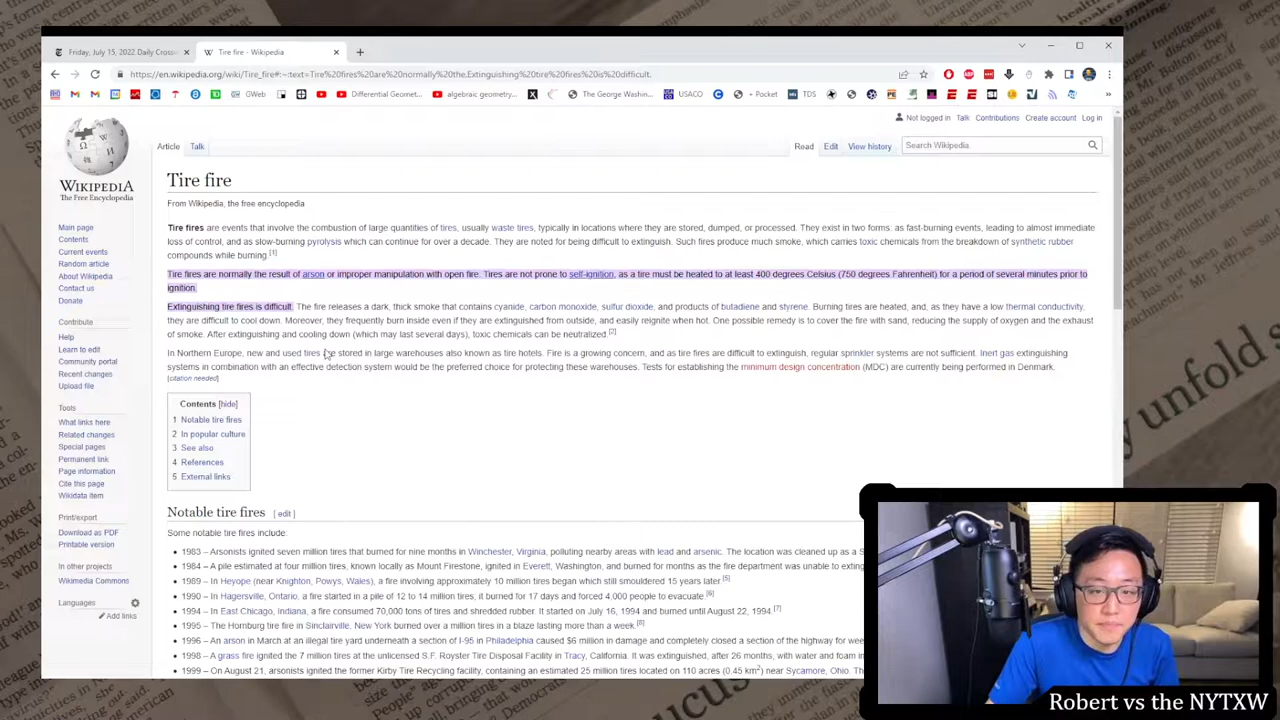 Friday, July 15, 2022 Daily Cross
Tire fire - Wikipedia
https://en.wikipedia.org/wiki/Tire_fire#:~:text=Tire%20fires%20are%20normally%20the,Extinguishing%20tire%20fires%20is%20difficult.
GWeb
Differential Geomet...
algebraic geometry...
The George Washin...
USACO
+ Pocket
TDS
Not logged in Talk Contributions Create account Log in
Article Talk
Read Edit View history Search Wikipedia
WIKIPEDIA
The Free Encyclopedia
Tire fire
From Wikipedia, the free encyclopedia
Tire fires are events that involve the combustion of large quantities of tires, usually waste tires, typically in locations where they are stored, dumped, or processed. They exist in two forms: as fast-burning events, leading to almost immediate
loss of control, and as slow-burning pyrolysis which can continue for over a decade. They are noted for being difficult to extinguish. Such fires produce much smoke, which carries toxic chemicals from the breakdown of synthetic rubber
compounds while burning.[1]
Tire fires are normally the result of arson or improper manipulation with open fire. Tires are not prone to self-ignition, as a tire must be heated to at least 400 degrees Celsius (750 degrees Fahrenheit) for a period of several minutes prior to
ignition.
Extinguishing tire fires is difficult. The fire releases a dark, thick smoke that contains cyanide, carbon monoxide, sulfur dioxide, and products of butadiene and styrene. Burning tires are heated, and, as they have a low thermal conductivity,
they are difficult to cool down. Moreover, they frequently burn inside even if they are extinguished from outside, and easily reignite when hot. One possible remedy is to cover the fire with sand, reducing the supply of oxygen and the exhaust
of smoke. After extinguishing and cooling down (which may last several days), toxic chemicals can be neutralized.[2]
In Northern Europe, new and used tires are stored in large warehouses also known as tire hotels. Fire is a growing concern, and as tire fires are difficult to extinguish, regular sprinkler systems are not sufficient. Inert gas extinguishing
systems in combination with an effective detection system would be the preferred choice for protecting these warehouses. Tests for establishing the minimum design concentration (MDC) are currently being performed in Denmark.
[citation needed]
Main page
Contents
Current events
Random article
About Wikipedia
Contact us
Donate
Contribute
Help
Learn to edit
Community portal
Recent changes
Upload file
Tools
What links here
Related changes
Special pages
Permanent link
Page information
Cite this page
Wikidata item
Print/export
Download as PDF
Printable version
In other projects
Wikimedia Commons
Languages
Add links
Contents [hide]
1 Notable tire fires
2 In popular culture
3 See also
4 References
5 External links
Notable tire fires [ edit ]
Some notable tire fires include:
• 1983 – Arsonists ignited seven million tires that burned for nine months in Winchester, Virginia, polluting nearby areas with lead and arsenic. The location was cleaned up as a S
• 1984 – A pile estimated at four million tires, known locally as Mount Firestone, ignited in Everett, Washington, and burned for months as the fire department was unable to exting
• 1989 – In Heyope (near Knighton, Powys, Wales), a fire involving approximately 10 million tires began which still smouldered 15 years later.[5]
• 1990 – In Hagersville, Ontario, a fire started in a pile of 12 to 14 million tires, it burned for 17 days and forced 4,000 people to evacuate.[6]
• 1994 – In East Chicago, Indiana, a fire consumed 70,000 tons of tires and shredded rubber. It started on July 16, 1994 and burned until August 22, 1994.[7]
• 1995 – The Hornburg tire fire in Sinclairville, New York burned over a million tires in a blaze lasting more than a week.[8]
• 1996 – An arson in March at an illegal tire yard underneath a section of I-95 in Philadelphia caused $6 million in damage and completely closed a section of the highway for wee
• 1998 – A grass fire ignited the 7 million tires at the unlicensed S.F. Royster Tire Disposal Facility in Tracy, California. It was extinguished, after 26 months, with water and foam in
• 1999 – On August 21, arsonists ignited the former Kirby Tire Recycling facility, containing an estimated 25 million tires located on 110 acres (0.45 km2) near Sycamore, Ohio. Th
Robert vs the NYTXW